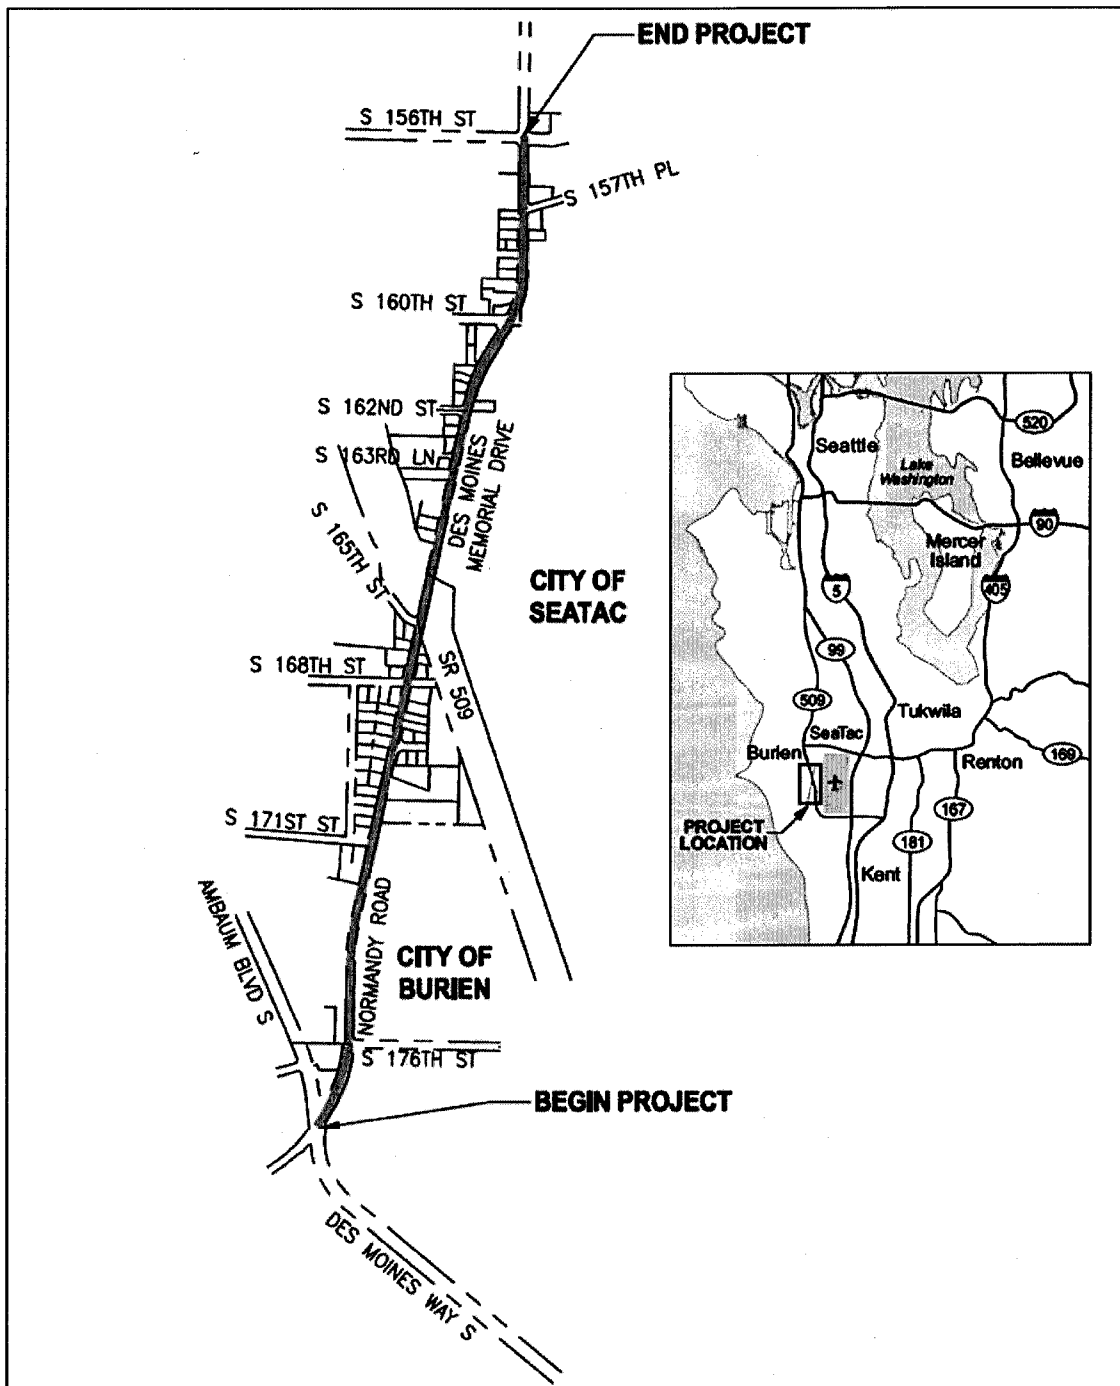 END PROJECT
S 156TH ST
S 157TH PL
S 160TH ST
S 162ND ST
S 163RD LN
DES MOINES
MEMORIAL DRIVE
S 165TH ST
CITY OF
SEATAC
S 168TH ST
SR 509
S 171ST ST
AMBAUM BLVD S
NORMANDY ROAD
CITY OF
BURIEN
S 176TH ST
BEGIN PROJECT
DES MOINES WAY S
520
Seattle
Bellevue
Lake
Washington
90
Mercer
Island
5
405
99
509
Tukwila
SeaTac
Burien
Renton
169
167
PROJECT
LOCATION
181
Kent